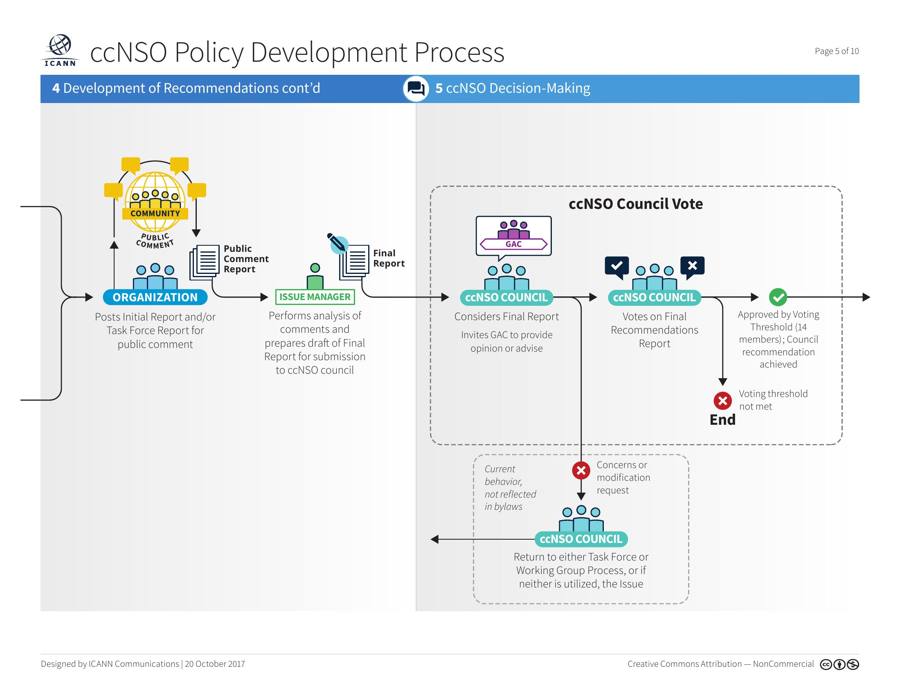 ICANN
ccNSO Policy Development Process
Page 5 of 10
4 Development of Recommendations cont’d
5 ccNSO Decision-Making
COMMUNITY
PUBLIC
COMMENT
Public
Comment
Report
ORGANIZATION
Posts Initial Report and/or
Task Force Report for
public comment
Final
Report
ISSUE MANAGER
Performs analysis of
comments and
prepares draft of Final
Report for submission
to ccNSO council
ccNSO Council Vote
GAC
ccNSO COUNCIL
Considers Final Report
Invites GAC to provide
opinion or advise
ccNSO COUNCIL
Votes on Final
Recommendations
Report
Approved by Voting
Threshold (14
members); Council
recommendation
achieved
Voting threshold
not met
End
Current
behavior,
not reflected
in bylaws
Concerns or
modification
request
ccNSO COUNCIL
Return to either Task Force or
Working Group Process, or if
neither is utilized, the Issue
Designed by ICANN Communications | 20 October 2017
Creative Commons Attribution — NonCommercial